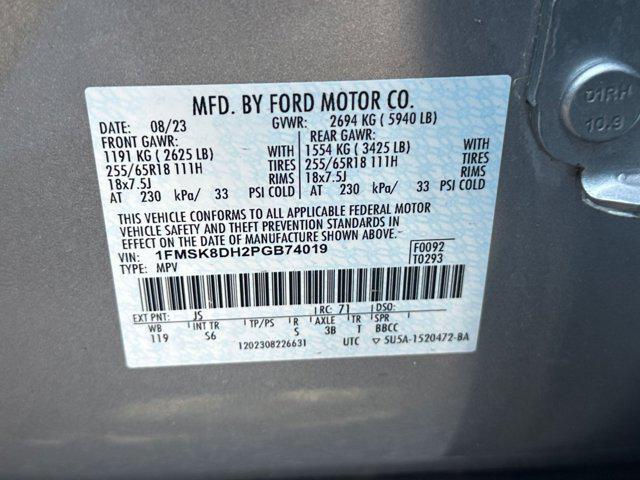 MFD. BY FORD MOTOR CO.
DATE: 08/23 GVWR: 2694 KG ( 5940 LB)
FRONT GAWR: REAR GAWR:
1191 KG ( 2625 LB) WITH 1554 KG ( 3425 LB) WITH
255/65R18 111H TIRES 255/65R18 111H TIRES
18x7.5J RIMS 18x7.5J RIMS
AT 230 kPa/ 33 PSI COLD AT 230 kPa/ 33 PSI COLD
THIS VEHICLE CONFORMS TO ALL APPLICABLE FEDERAL MOTOR
VEHICLE SAFETY AND THEFT PREVENTION STANDARDS IN
EFFECT ON THE DATE OF MANUFACTURE SHOWN ABOVE.
VIN: 1FMSK8DH2PGB74019 F0092
TYPE: MPV T0293
EXT PNT: JS RC: 71 DSO:
WB INT TR TP/PS R AXLE TR SPR
119 S6 S 3B T BBCC
1202308226631 UTC ▽ 5U5A-1520472-BA
10.9